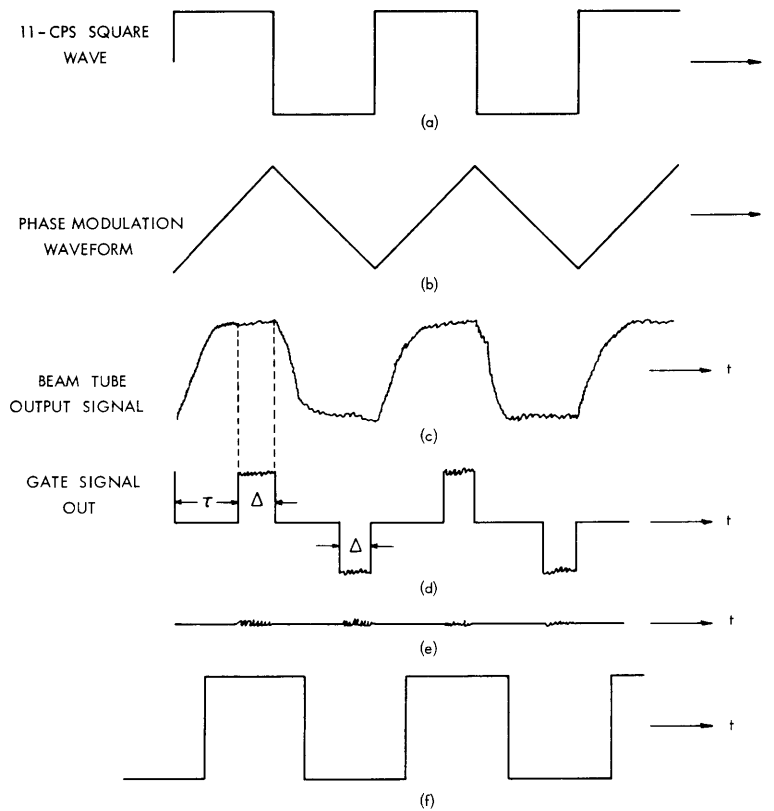 11-CPS SQUARE
WAVE
(a)
PHASE MODULATION
WAVEFORM
(b)
BEAM TUBE
OUTPUT SIGNAL
t
(c)
GATE SIGNAL
OUT
τ
Δ
Δ
t
(d)
t
(e)
t
(f)